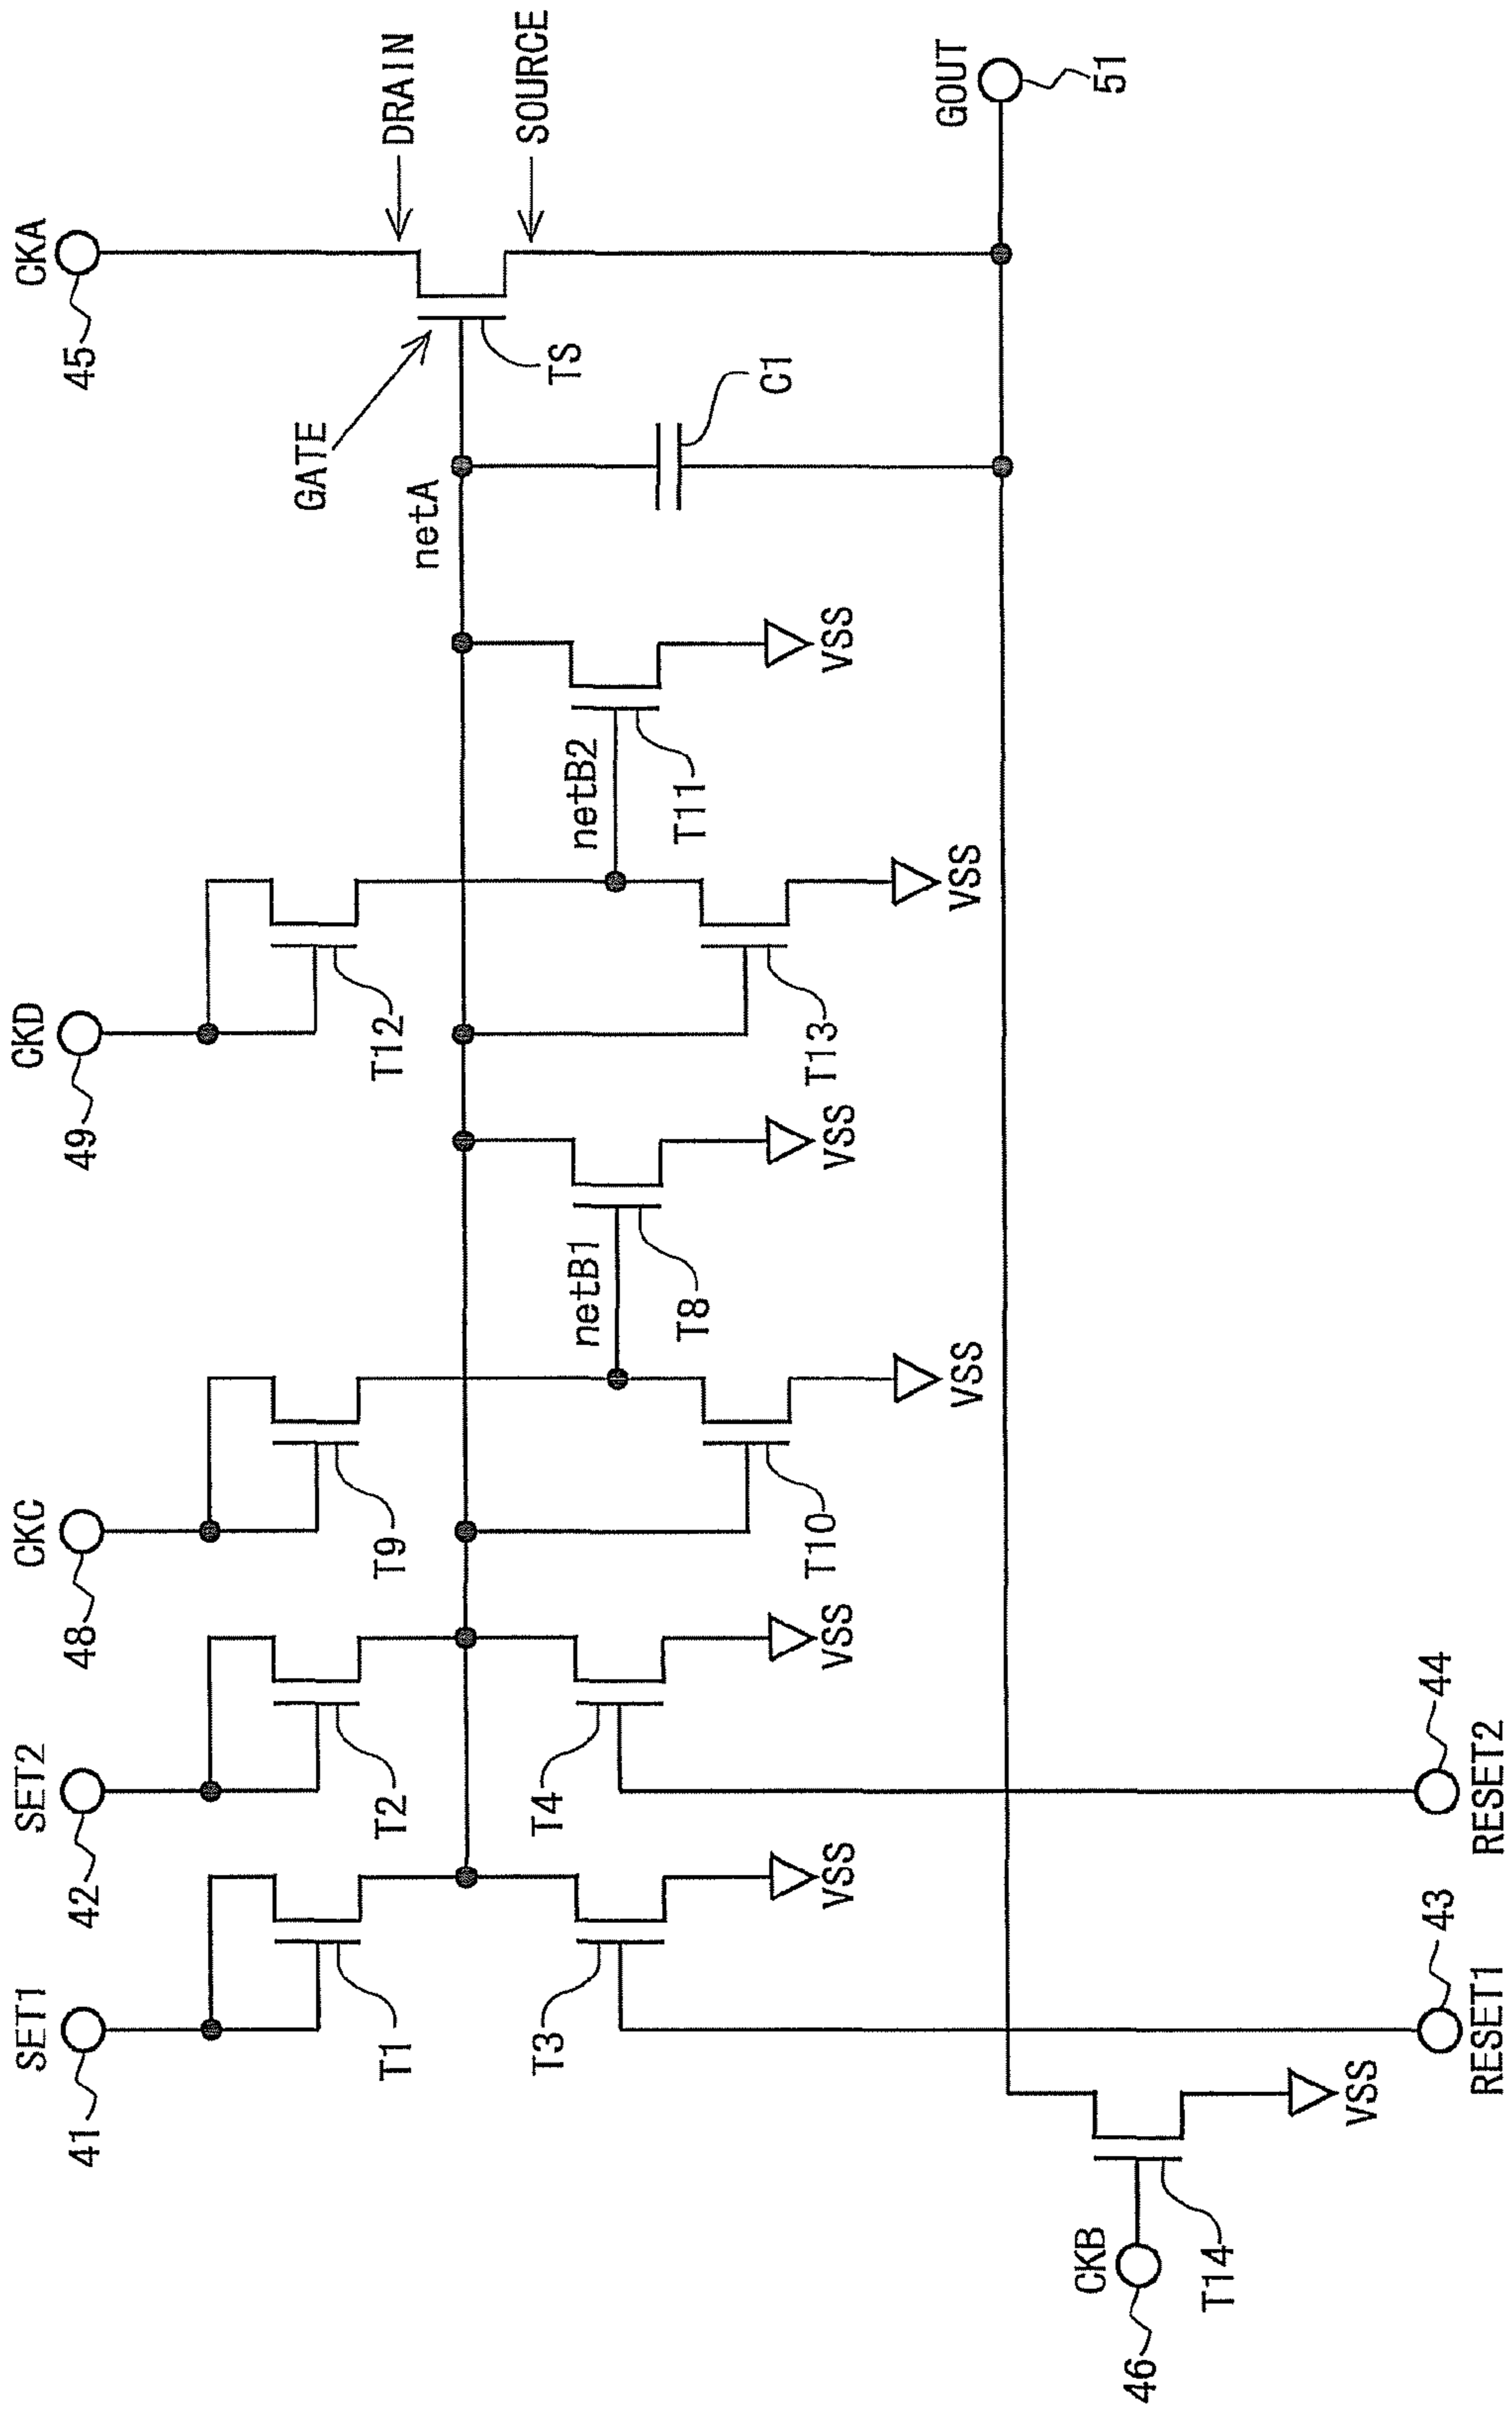 SET1
41
SET2
42
CKC
48
CKD
49
CKA
45
T1
T2
T9
T12
GATE
DRAIN
SOURCE
netA
TS
T3
T4
netB1
netB2
T8
T11
C1
VSS
VSS
T10
VSS
T13
VSS
VSS
VSS
GOUT
51
CKB
46
T14
VSS
43
RESET1
44
RESET2